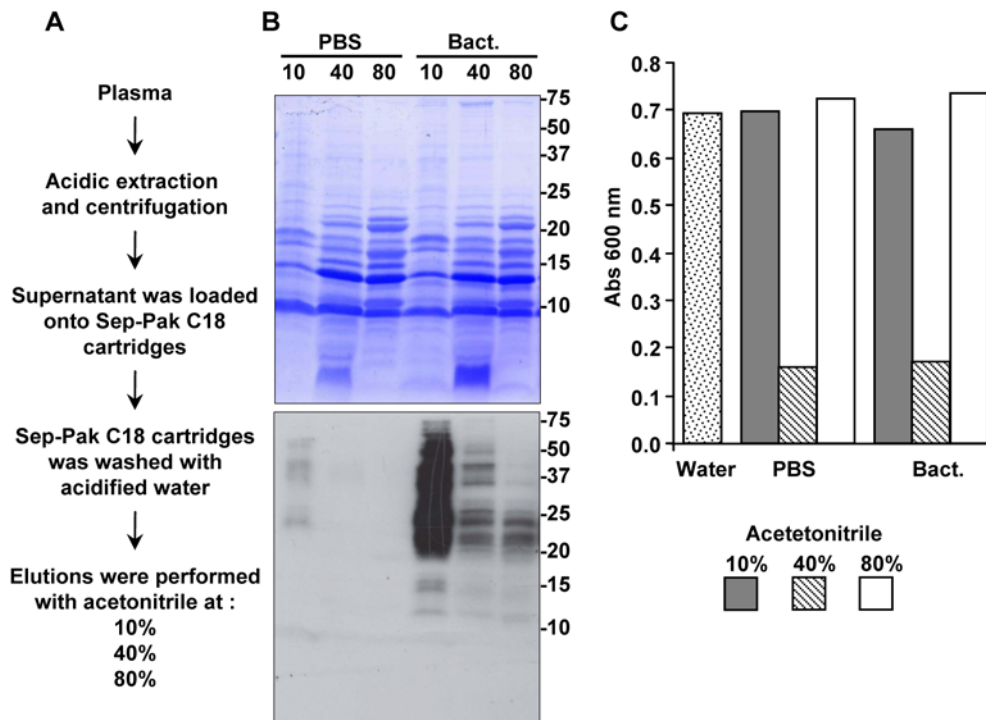 A
Plasma
Acidic extraction
and centrifugation
Supernatant was loaded
onto Sep-Pak C18
cartridges
Sep-Pak C18 cartridges
was washed with
acidified water
Elutions were performed
with acetonitrile at :
10%
40%
80%
B
PBS Bact.
10 40 80 10 40 80
-75
-50
-37
-25
-20
-15
-10
-75
-50
-37
-25
-20
-15
-10
C
Abs 600 nm
0.8
0.7
0.6
0.5
0.4
0.3
0.2
0.1
0.0
Water PBS Bact.
Acetetonitrile
10% 40% 80%